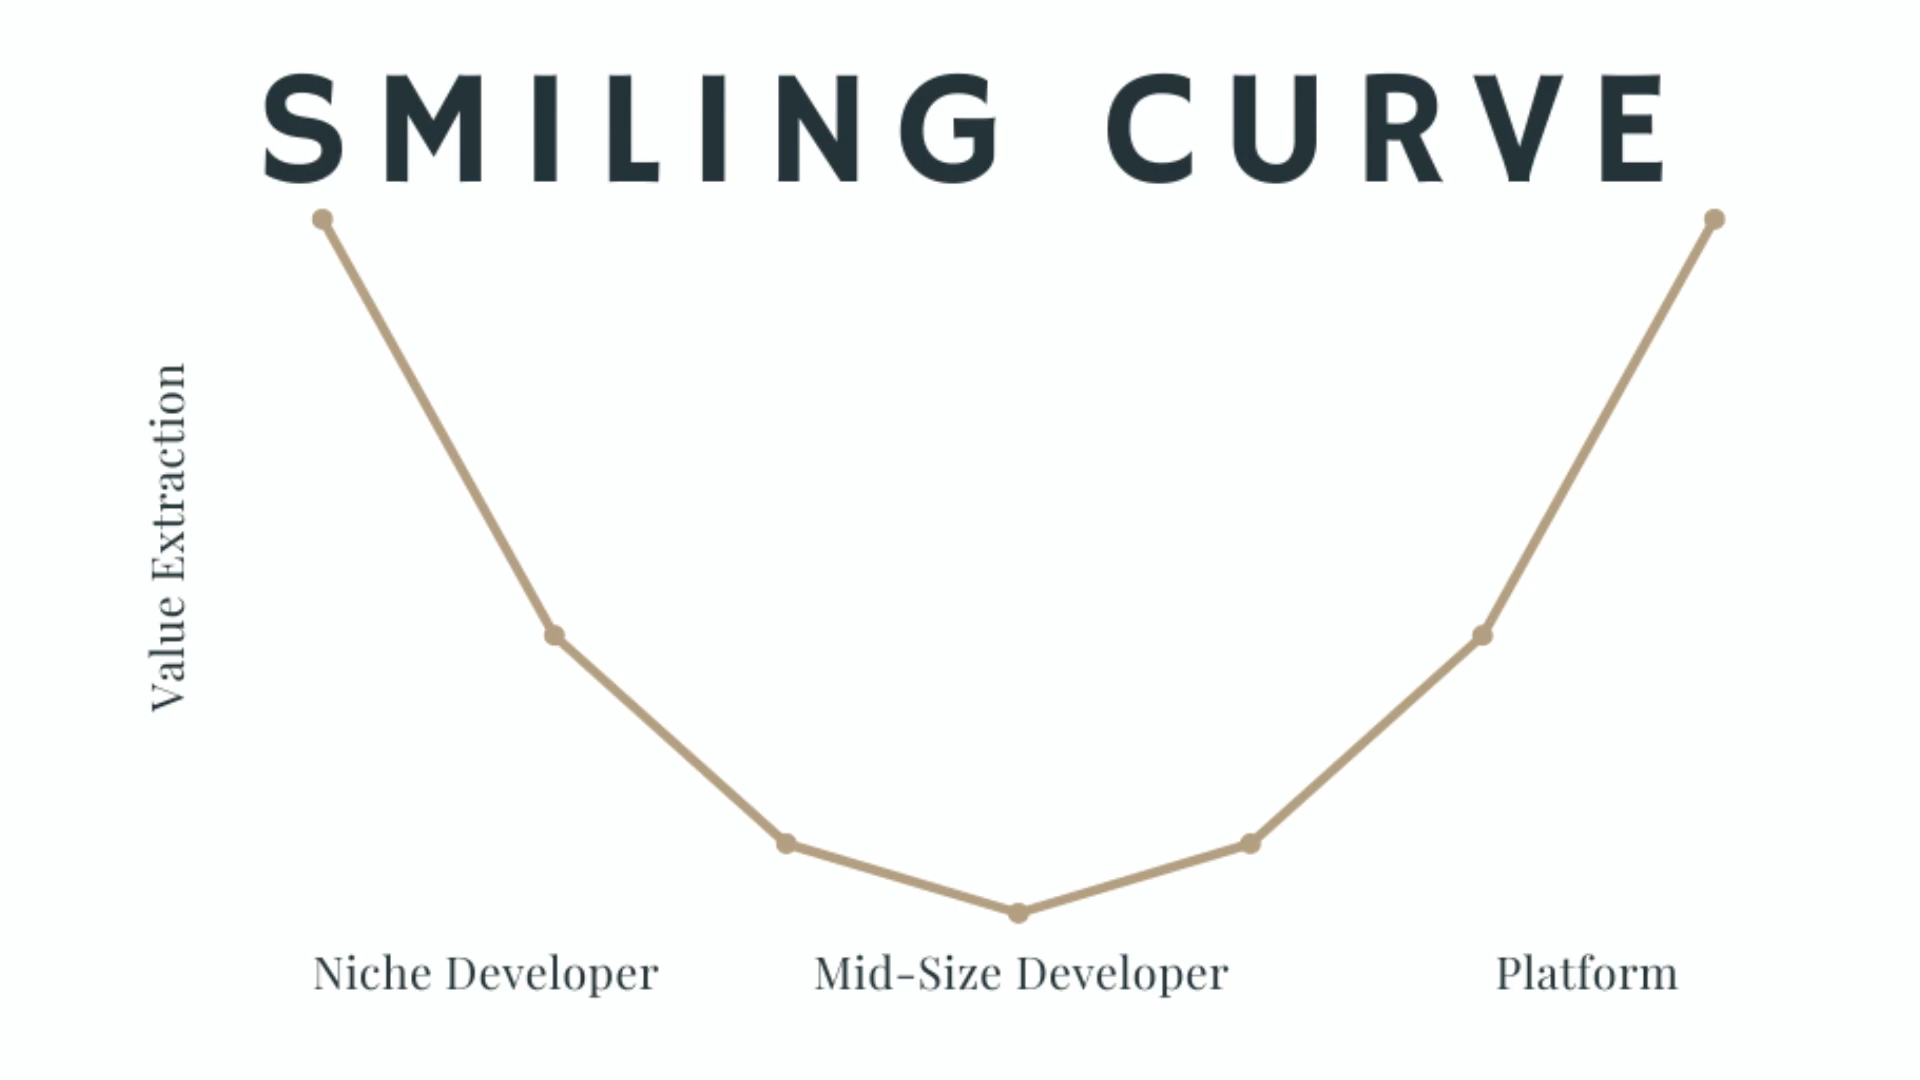 SMILING CURVE
Value Extraction
Niche Developer
Mid-Size Developer
Platform